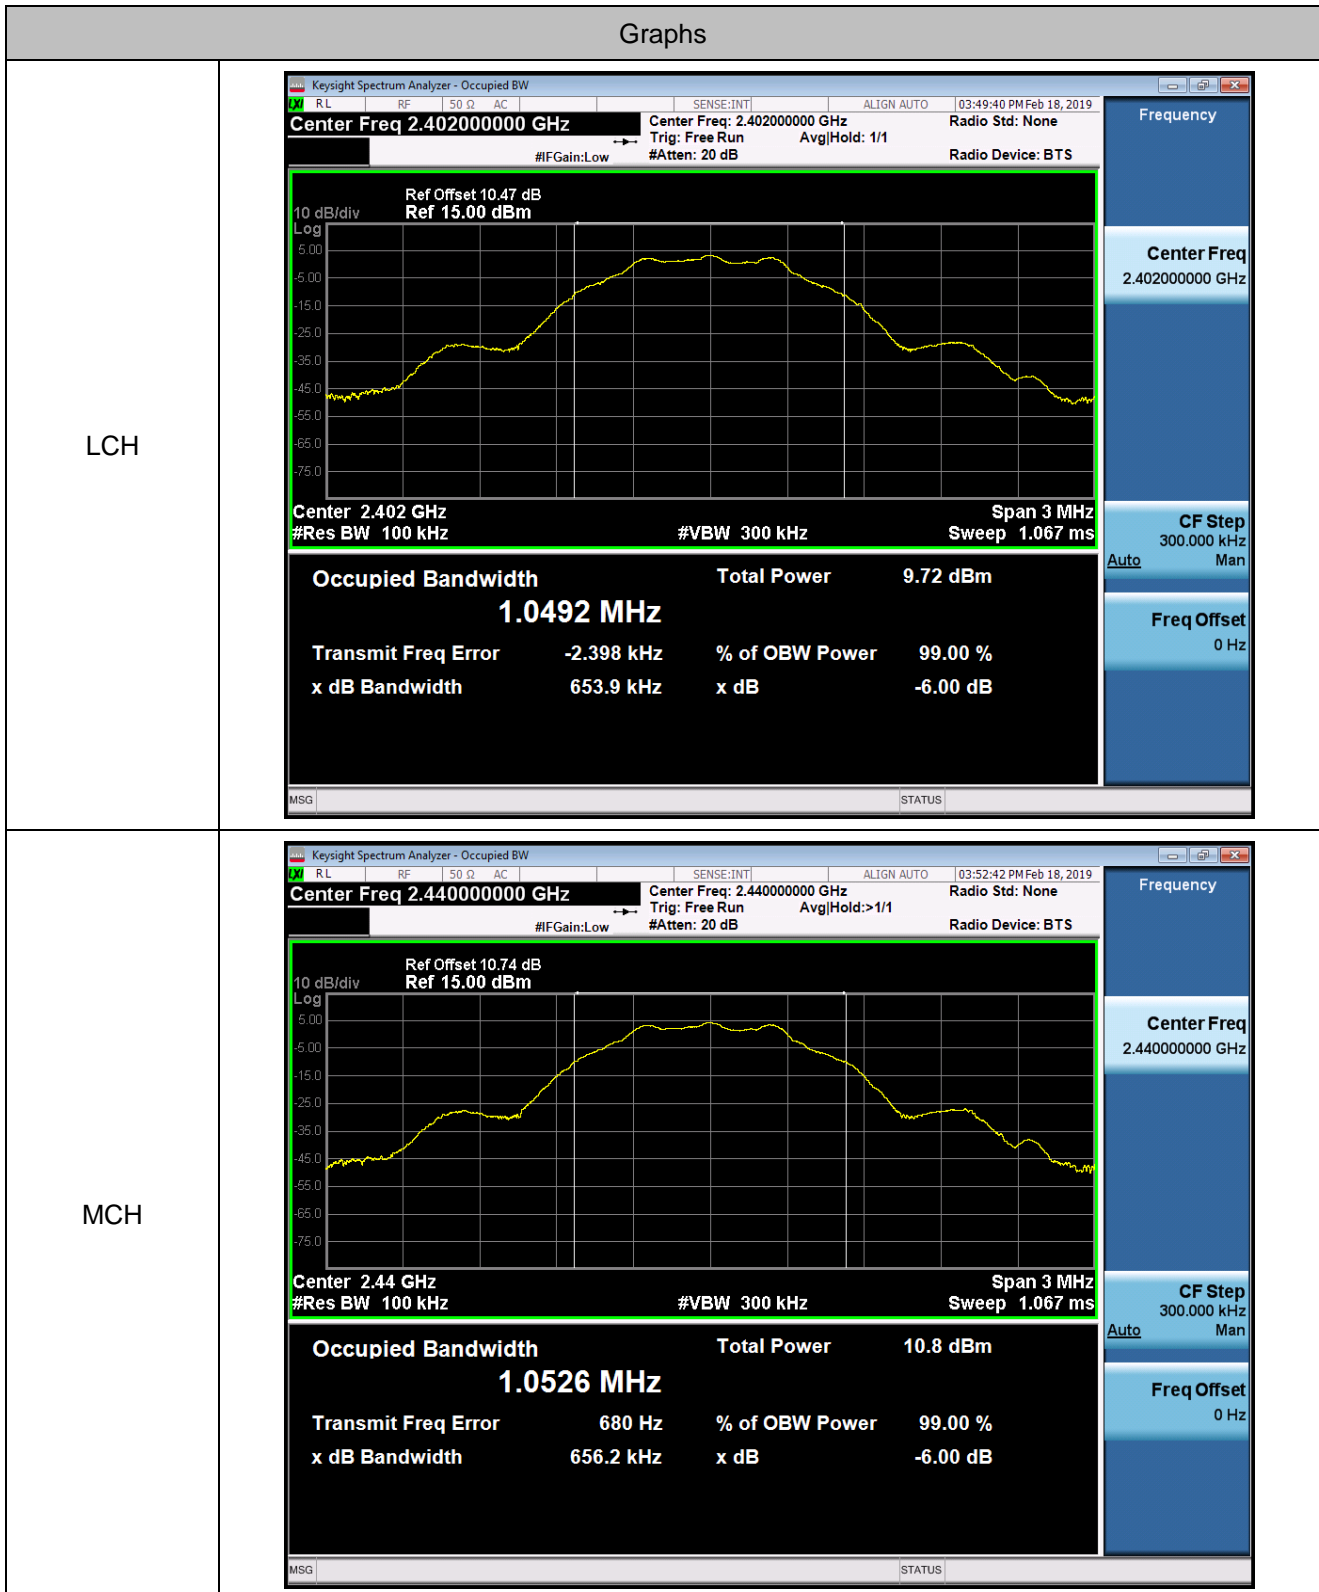 Graphs
LCH
Keysight Spectrum Analyzer - Occupied BW
LXI RL RF 50 Ω AC SENSE:INT ALIGN AUTO 03:49:40 PM Feb 18, 2019
Center Freq 2.402000000 GHz
Center Freq: 2.402000000 GHz Radio Std: None
Trig: Free Run Avg|Hold: 1/1
#IFGain:Low #Atten: 20 dB Radio Device: BTS
Frequency
Ref Offset 10.47 dB
10 dB/div Ref 15.00 dBm
Log
5.00
-5.00
-15.0
-25.0
-35.0
-45.0
-55.0
-65.0
-75.0
Center 2.402 GHz Span 3 MHz
#Res BW 100 kHz #VBW 300 kHz Sweep 1.067 ms
Center Freq
2.402000000 GHz
CF Step
300.000 kHz
Auto Man
Freq Offset
0 Hz
Occupied Bandwidth Total Power 9.72 dBm
1.0492 MHz
Transmit Freq Error -2.398 kHz % of OBW Power 99.00 %
x dB Bandwidth 653.9 kHz x dB -6.00 dB
MSG STATUS
MCH
Keysight Spectrum Analyzer - Occupied BW
LXI RL RF 50 Ω AC SENSE:INT ALIGN AUTO 03:52:42 PM Feb 18, 2019
Center Freq 2.440000000 GHz
Center Freq: 2.440000000 GHz Radio Std: None
Trig: Free Run Avg|Hold:>1/1
#IFGain:Low #Atten: 20 dB Radio Device: BTS
Frequency
Ref Offset 10.74 dB
10 dB/div Ref 15.00 dBm
Log
5.00
-5.00
-15.0
-25.0
-35.0
-45.0
-55.0
-65.0
-75.0
Center 2.44 GHz Span 3 MHz
#Res BW 100 kHz #VBW 300 kHz Sweep 1.067 ms
Center Freq
2.440000000 GHz
CF Step
300.000 kHz
Auto Man
Freq Offset
0 Hz
Occupied Bandwidth Total Power 10.8 dBm
1.0526 MHz
Transmit Freq Error 680 Hz % of OBW Power 99.00 %
x dB Bandwidth 656.2 kHz x dB -6.00 dB
MSG STATUS